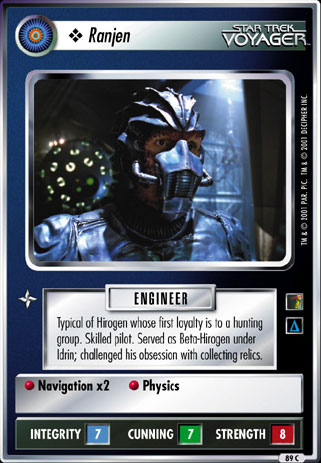 ❖ Ranjen
STAR TREK
VOYAGER™
TM & © 2001 PAR. P.C. TM & © 2001 DECIPHER INC.
ENGINEER
Typical of Hirogen whose first loyalty is to a hunting
group. Skilled pilot. Served as Beta-Hirogen under
Idrin; challenged his obsession with collecting relics.
Navigation x2 Physics
INTEGRITY 7 CUNNING 7 STRENGTH 8
89 C